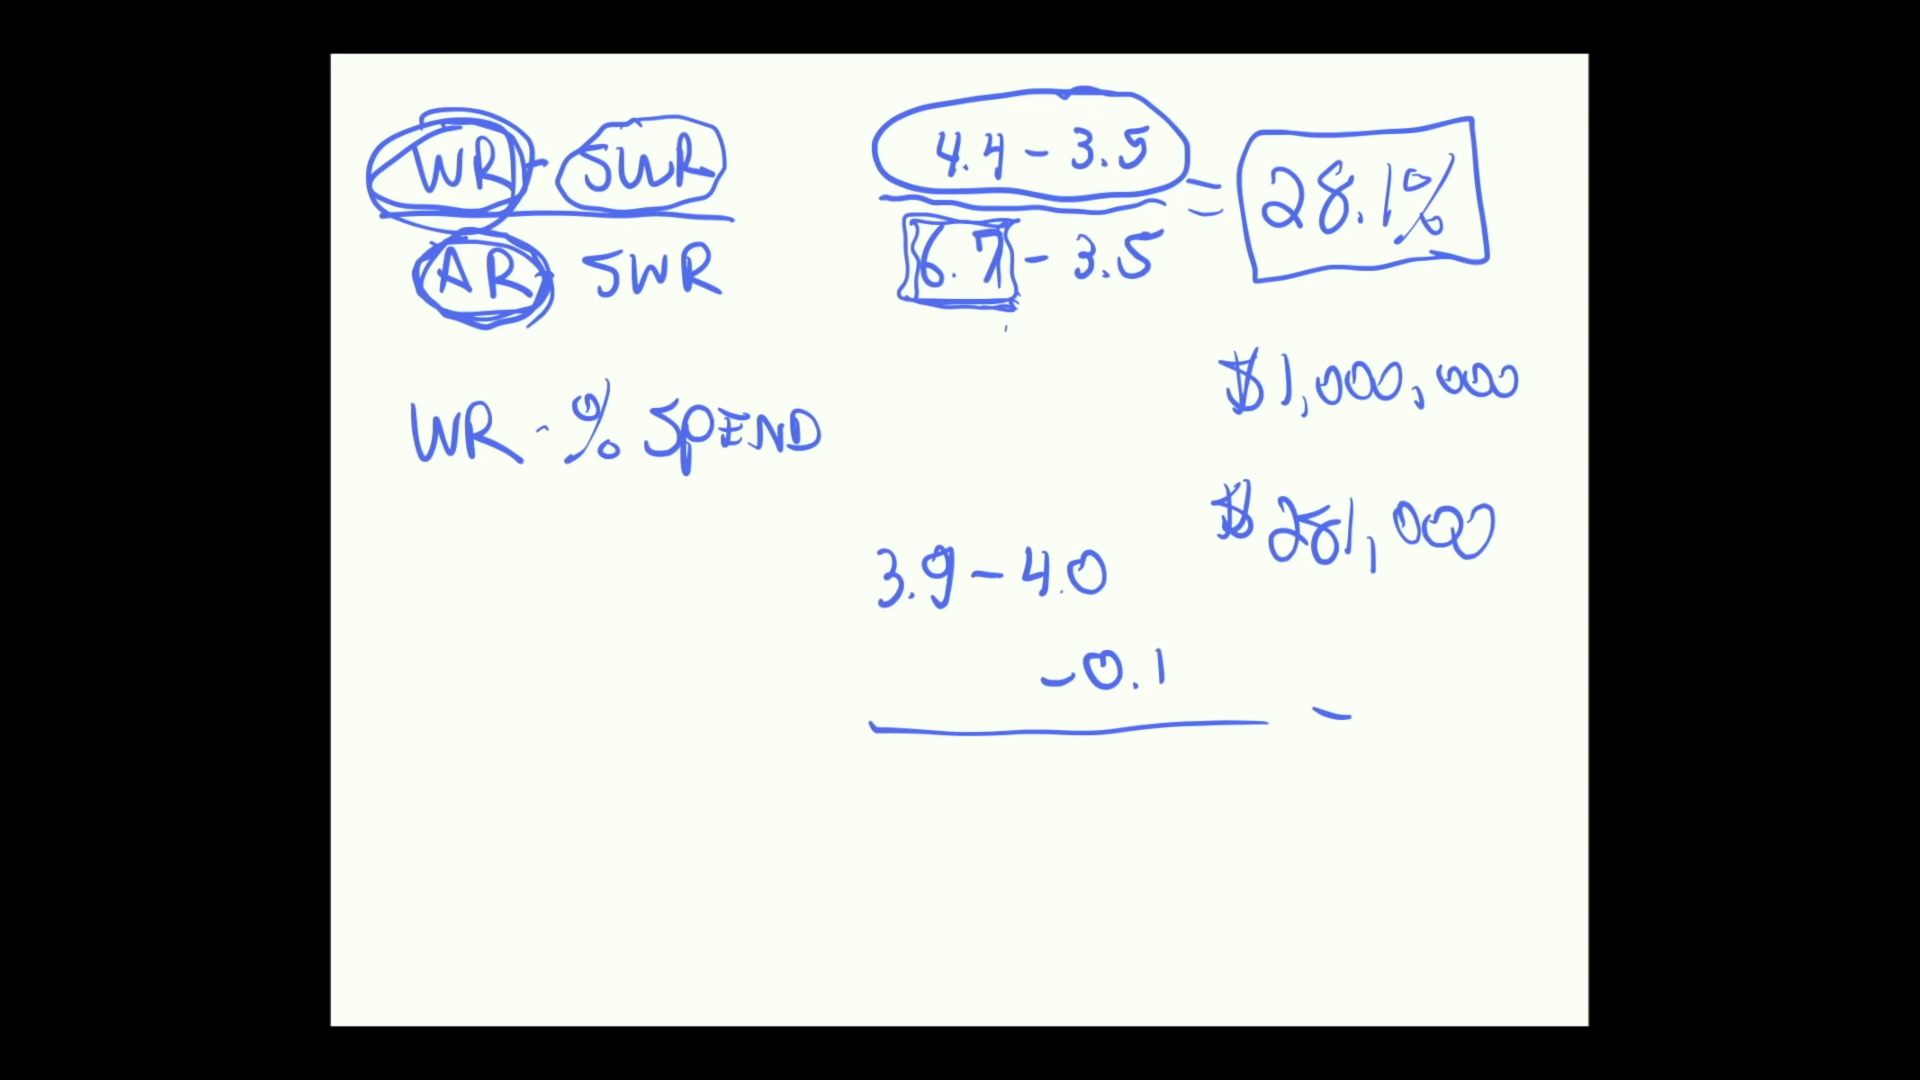 WR - SWR
AR - SWR
4.4 - 3.5
6.7 - 3.5
= 28.1%
$1,000,000
WR - % SPEND
$281,000
3.9 - 4.0
-0.1
-